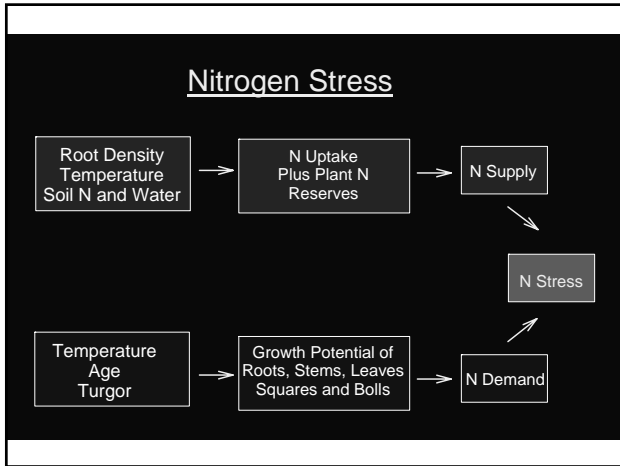 Nitrogen Stress
Root Density
Temperature
Soil N and Water
N Uptake
Plus Plant N
Reserves
N Supply
N Stress
Temperature
Age
Turgor
Growth Potential of
Roots, Stems, Leaves
Squares and Bolls
N Demand